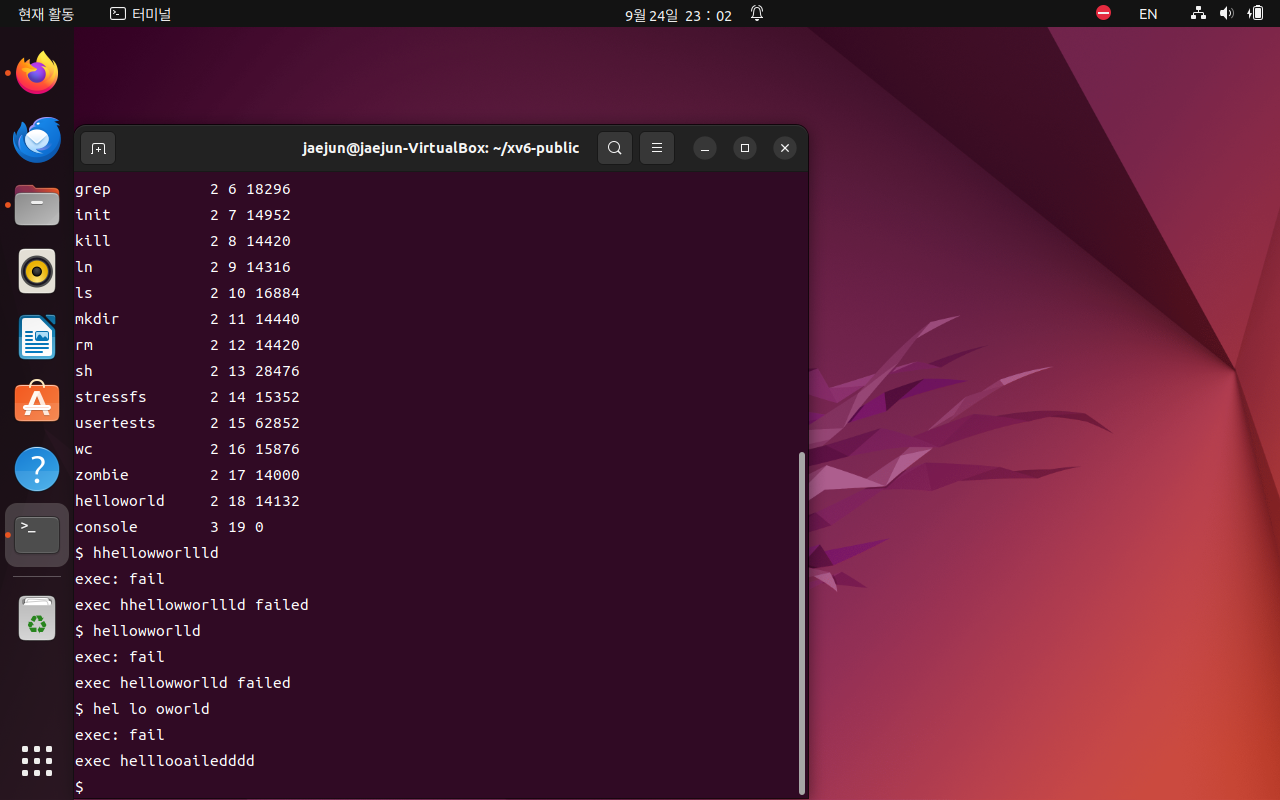 현재 활동 터미널 9월 24일 23 : 02 EN
jaejun@jaejun-VirtualBox: ~/xv6-public
grep 2 6 18296
init 2 7 14952
kill 2 8 14420
ln 2 9 14316
ls 2 10 16884
mkdir 2 11 14440
rm 2 12 14420
sh 2 13 28476
stressfs 2 14 15352
usertests 2 15 62852
wc 2 16 15876
zombie 2 17 14000
helloworld 2 18 14132
console 3 19 0
$ hhellowworllld
exec: fail
exec hhellowworllld failed
$ hellowworlld
exec: fail
exec hellowworlld failed
$ hel lo oworld
exec: fail
exec helllooailedddd
$